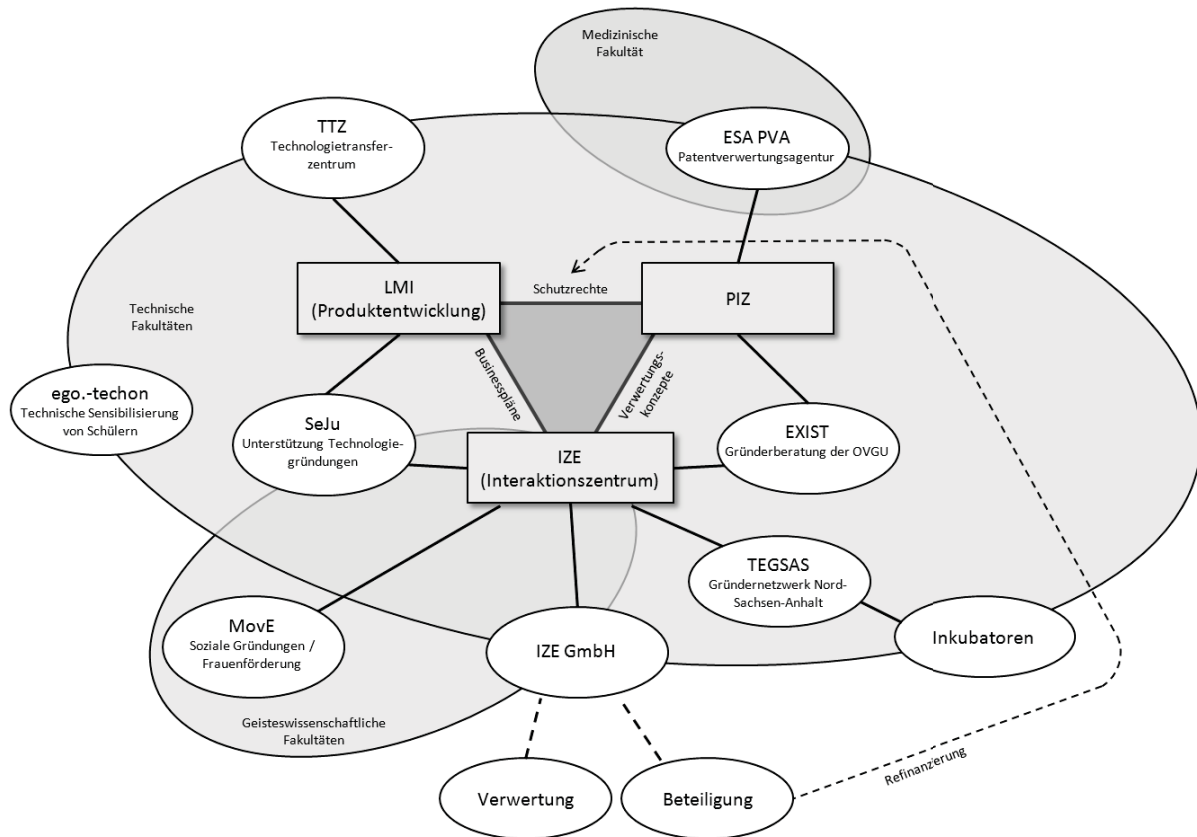 Medizinische
Fakultät
TTZ
Technologietransfer-
zentrum
ESA PVA
Patentverwertungsagentur
LMI
(Produktentwicklung)
Schutzrechte
PIZ
Technische
Fakultäten
Businesspläne
Verwertungs-
konzepte
ego.-techon
Technische Sensibilisierung
von Schülern
SeJu
Unterstützung Technologie-
gründungen
IZE
(Interaktionszentrum)
EXIST
Gründerberatung der OVGU
TEGSAS
Gründernetzwerk Nord-
Sachsen-Anhalt
MovE
Soziale Gründungen /
Frauenförderung
IZE GmbH
Inkubatoren
Geisteswissenschaftliche
Fakultäten
Refinanzierung
Verwertung
Beteiligung